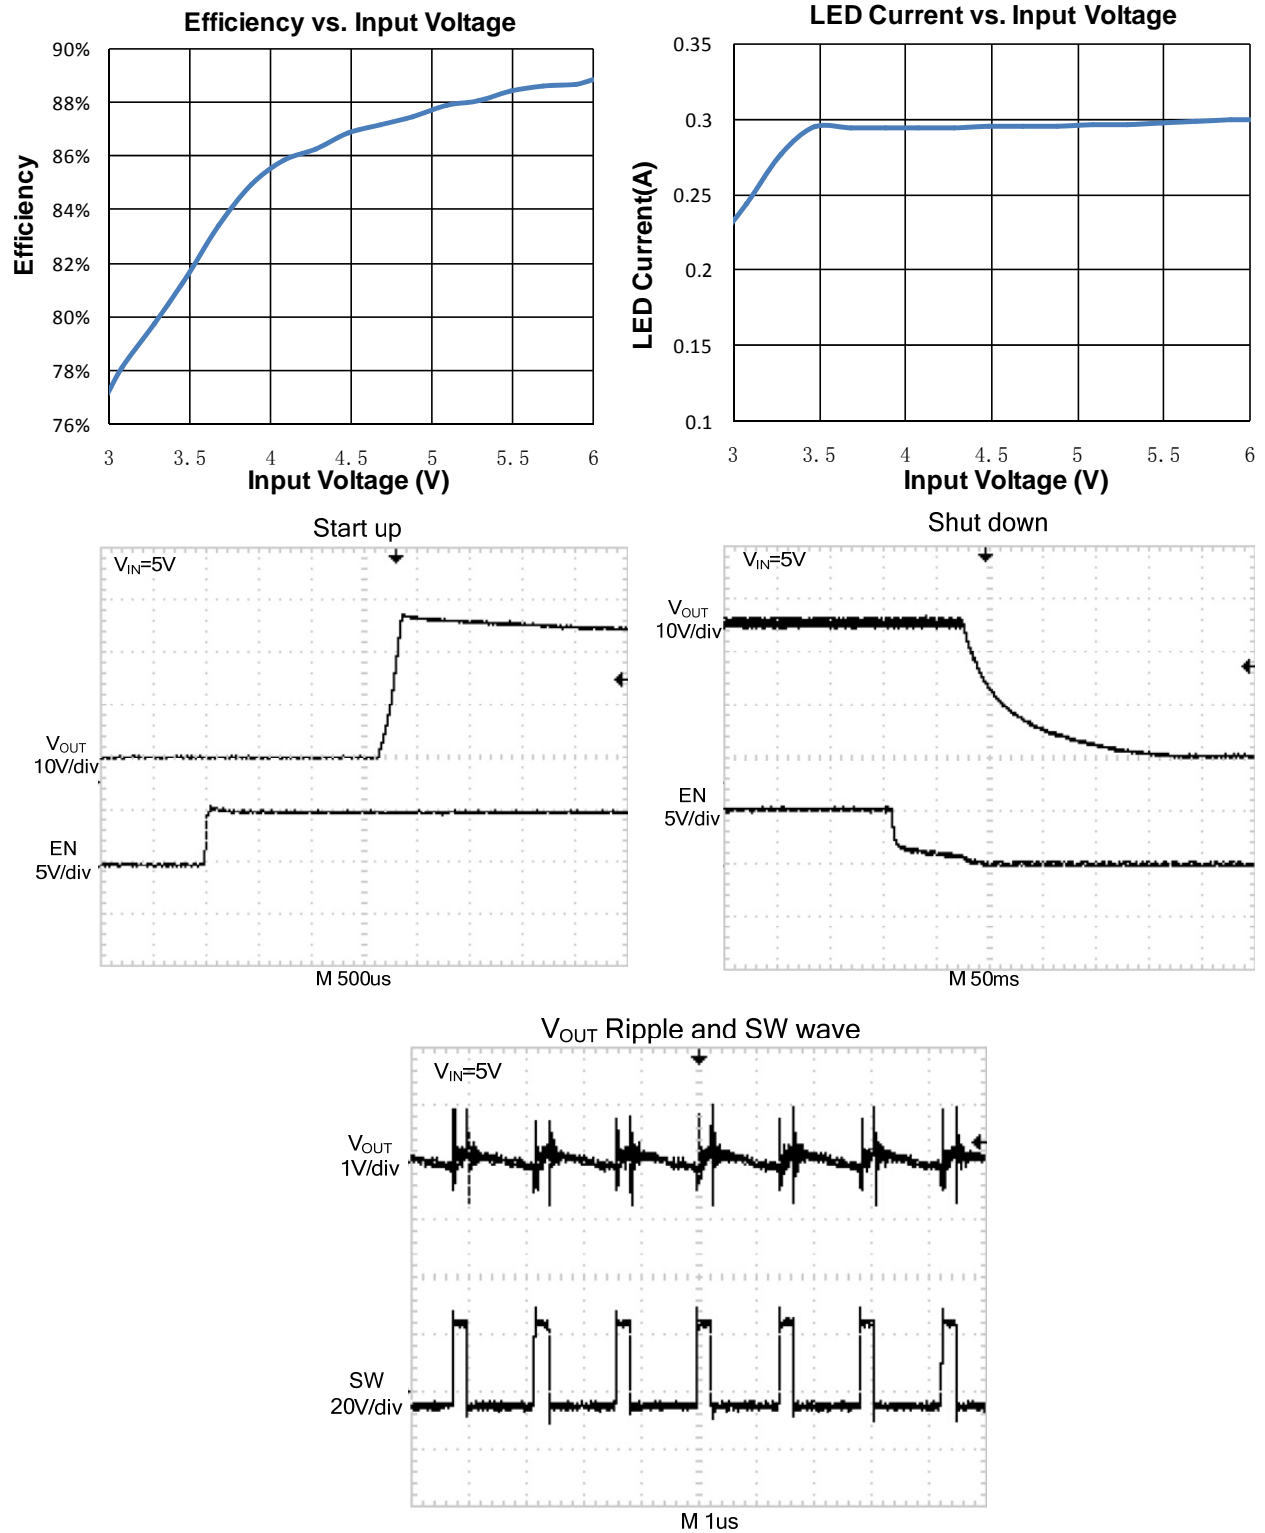 Efficiency vs. Input Voltage
90%
88%
86%
84%
82%
80%
78%
76%
Efficiency
3 3.5 4 4.5 5 5.5 6
Input Voltage (V)
LED Current vs. Input Voltage
0.35
0.3
0.25
0.2
0.15
0.1
LED Current(A)
3 3.5 4 4.5 5 5.5 6
Input Voltage (V)
Start up
VIN=5V
VOUT
10V/div
EN
5V/div
M 500us
Shut down
VIN=5V
VOUT
10V/div
EN
5V/div
M 50ms
VOUT Ripple and SW wave
VIN=5V
VOUT
1V/div
SW
20V/div
M 1us